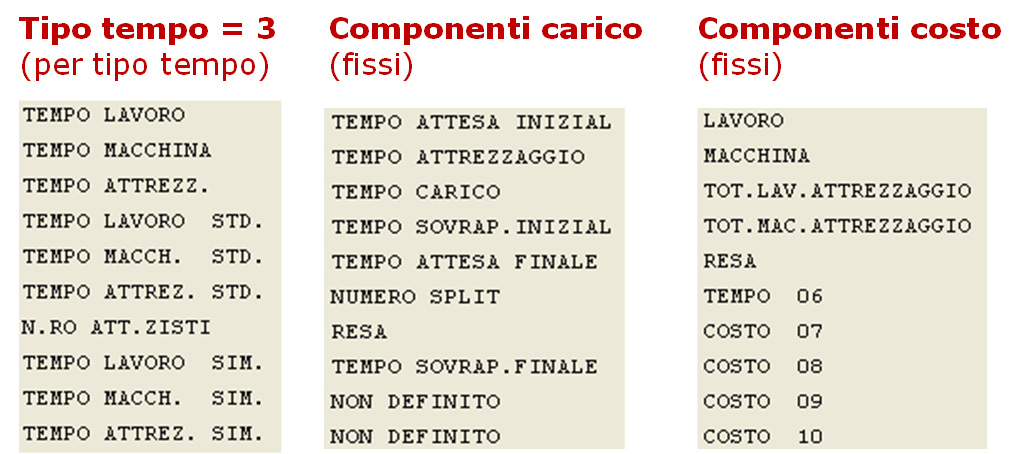 Tipo tempo = 3
(per tipo tempo)
TEMPO LAVORO
TEMPO MACCHINA
TEMPO ATTREZZ.
TEMPO LAVORO STD.
TEMPO MACCH. STD.
TEMPO ATTREZ. STD.
N.RO ATT.ZISTI
TEMPO LAVORO SIM.
TEMPO MACCH. SIM.
TEMPO ATTREZ. SIM.
Componenti carico
(fissi)
TEMPO ATTESA INIZIAL
TEMPO ATTREZZAGGIO
TEMPO CARICO
TEMPO SOVRAP.INIZIAL
TEMPO ATTESA FINALE
NUMERO SPLIT
RESA
TEMPO SOVRAP.FINALE
NON DEFINITO
NON DEFINITO
Componenti costo
(fissi)
LAVORO
MACCHINA
TOT.LAV.ATTREZZAGGIO
TOT.MAC.ATTREZZAGGIO
RESA
TEMPO 06
COSTO 07
COSTO 08
COSTO 09
COSTO 10